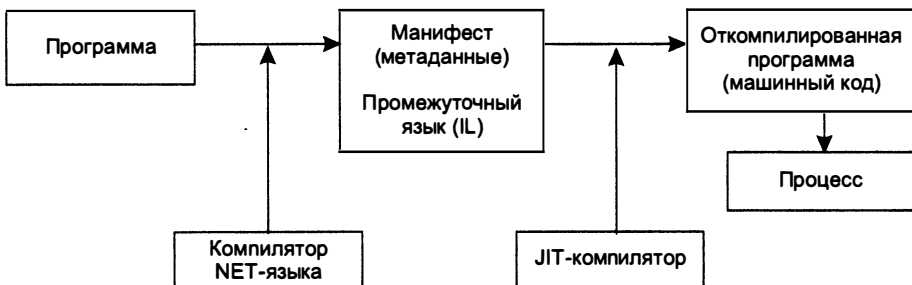 Программа
Манифест
(метаданные)
Промежуточный
язык (IL)
Откомпилированная
программа
(машинный код)
Процесс
Компилятор
NET-языка
JIT-компилятор